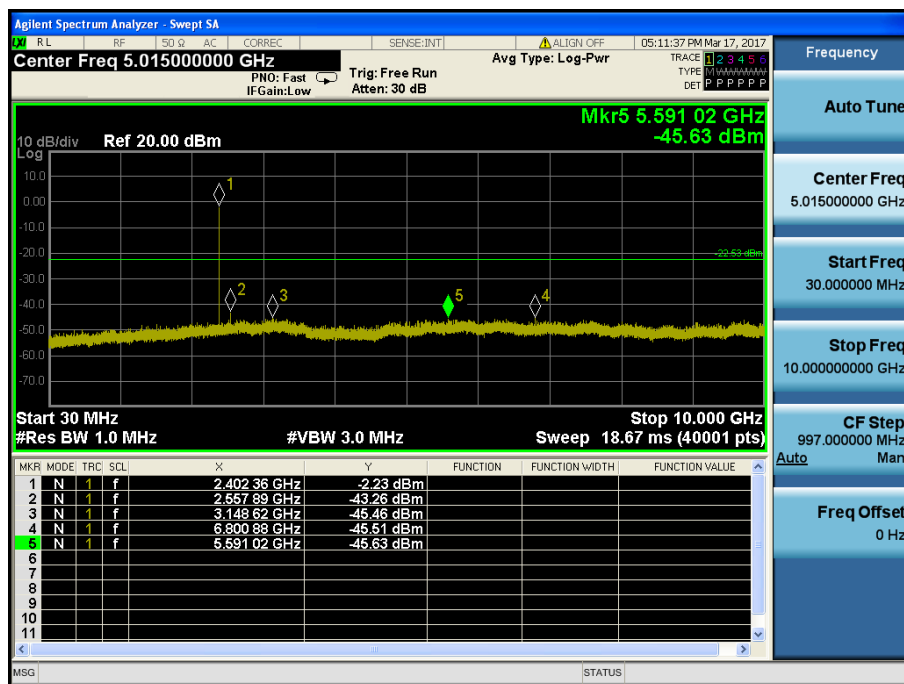 Agilent Spectrum Analyzer - Swept SA
LXI RL RF 50 Ω AC CORREC SENSE:INT ALIGN OFF 05:11:37 PM Mar 17, 2017
Center Freq 5.015000000 GHz
PNO: Fast
IFGain:Low
Trig: Free Run
Atten: 30 dB
Avg Type: Log-Pwr
TRACE 1 2 3 4 5 6
TYPE M W W W W W
DET P P P P P P
Mkr5 5.591 02 GHz
-45.63 dBm
10 dB/div
Log
Ref 20.00 dBm
10.0
0.00
-10.0
-20.0
-30.0
-40.0
-50.0
-60.0
-70.0
1
2
3
5
4
-22.53 dBm
Start 30 MHz
Stop 10.000 GHz
#Res BW 1.0 MHz
#VBW 3.0 MHz
Sweep 18.67 ms (40001 pts)
MKR MODE TRC SCL X Y FUNCTION FUNCTION WIDTH FUNCTION VALUE
1 N 1 f 2.402 36 GHz -2.23 dBm
2 N 1 f 2.557 89 GHz -43.26 dBm
3 N 1 f 3.148 62 GHz -45.46 dBm
4 N 1 f 6.800 88 GHz -45.51 dBm
5 N 1 f 5.591 02 GHz -45.63 dBm
6
7
8
9
10
11
MSG
STATUS
Frequency
Auto Tune
Center Freq
5.015000000 GHz
Start Freq
30.000000 MHz
Stop Freq
10.000000000 GHz
CF Step
997.000000 MHz
Auto Man
Freq Offset
0 Hz